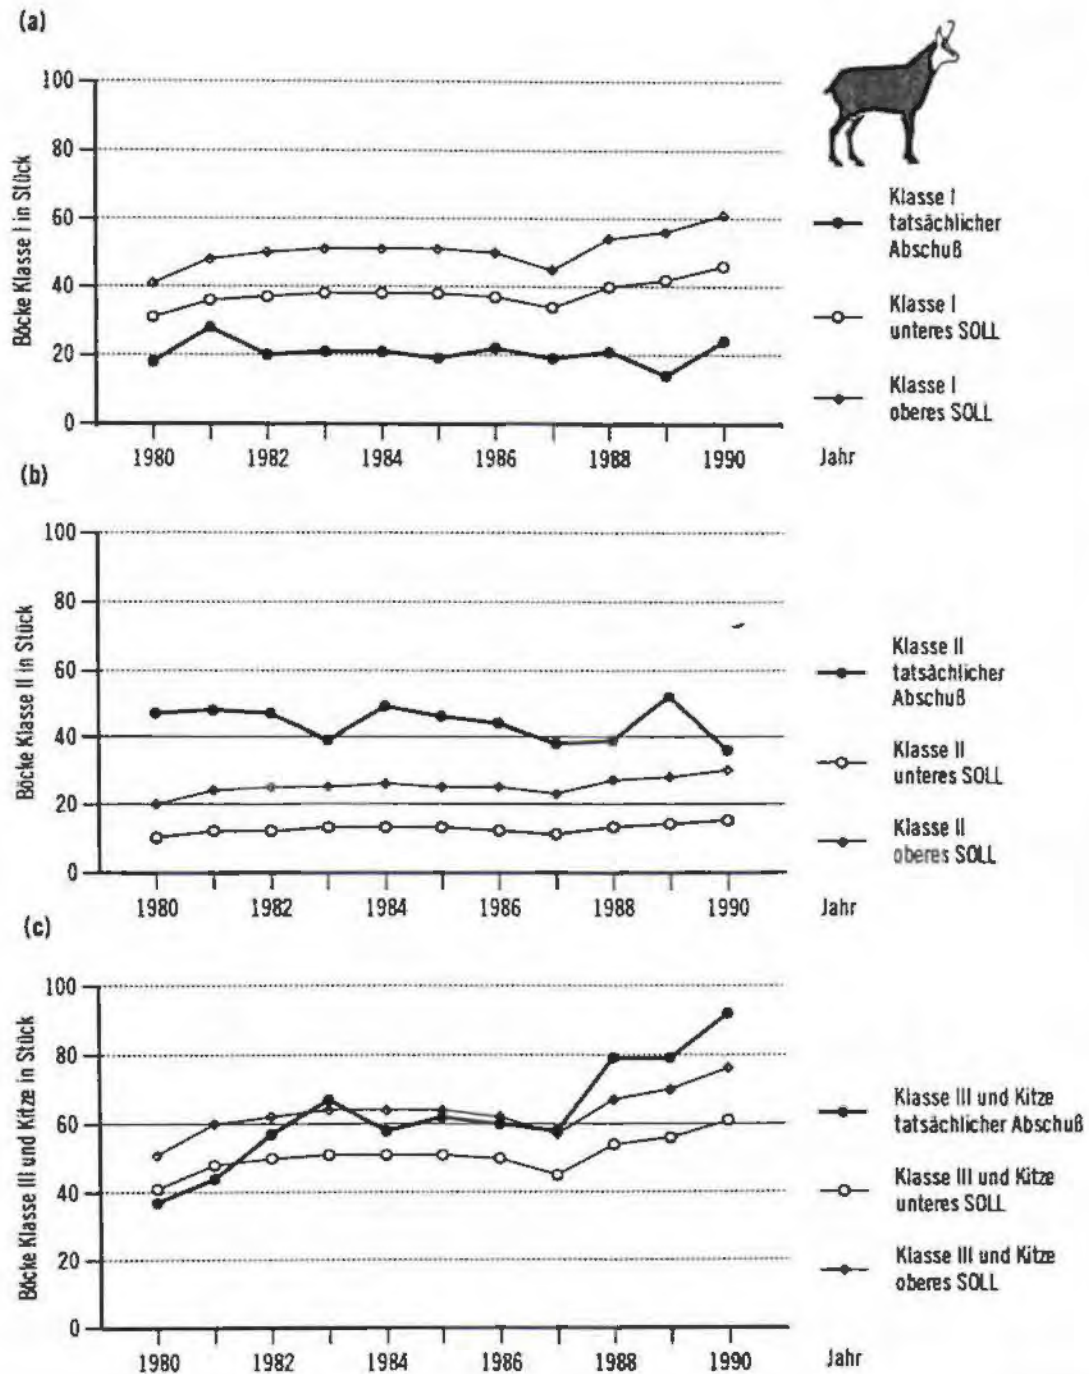 (a)
Böcke Klasse I in Stück
100
80
60
40
20
0
1980
1982
1984
1986
1988
1990
Jahr
Klasse I
tatsächlicher
Abschuß
Klasse I
unteres SOLL
Klasse I
oberes SOLL
(b)
Böcke Klasse II in Stück
100
80
60
40
20
0
1980
1982
1984
1986
1988
1990
Jahr
Klasse II
tatsächlicher
Abschuß
Klasse II
unteres SOLL
Klasse II
oberes SOLL
(c)
Böcke Klasse III und Kitze in Stück
100
80
60
40
20
0
1980
1982
1984
1986
1988
1990
Jahr
Klasse III und Kitze
tatsächlicher Abschuß
Klasse III und Kitze
unteres SOLL
Klasse III und Kitze
oberes SOLL